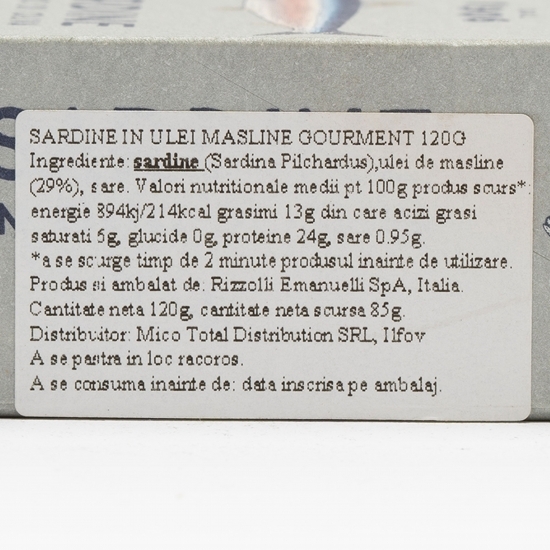 SARDINE IN ULEI MASLINE GOURMENT 120G
Ingrediente: sardine (Sardina Pilchardus),ulei de masline
(29%), sare. Valori nutritionale medii pt 100g produs scurs*:
energie 894kj/214kcal grasimi 13g din care acizi grasi
saturati 6g, glucide 0g, proteine 24g, sare 0.95g.
*a se scurge timp de 2 minute produsul inainte de utilizare.
Produs si ambalat de: Rizzolli Emanuelli SpA, Italia.
Cantitate neta 120g, cantitate neta scursa 85g.
Distribuitor: Mico Total Distribution SRL, Ilfov
A se pastra in loc racoros.
A se consuma inainte de: data inscrisa pe ambalaj.